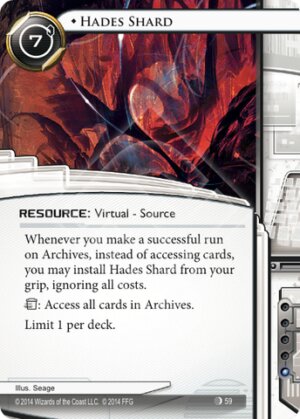 7
Hades Shard
RESOURCE: Virtual - Source
Whenever you make a successful run
on Archives, instead of accessing cards,
you may install Hades Shard from your
grip, ignoring all costs.
: Access all cards in Archives.
Limit 1 per deck.
Illus. Seage
© 2014 Wizards of the Coast LLC. © 2014 FFG 59